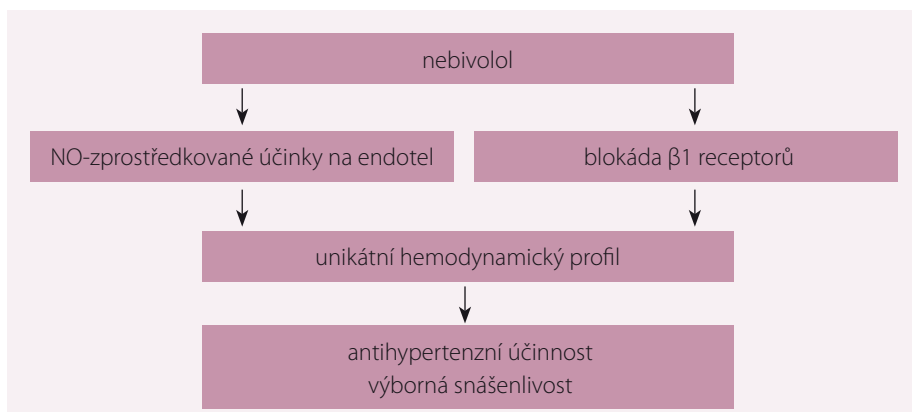 nebivolol
NO-zprostředkované účinky na endotel
blokáda β1 receptorů
unikátní hemodynamický profil
antihypertenzní účinnost
výborná snášenlivost